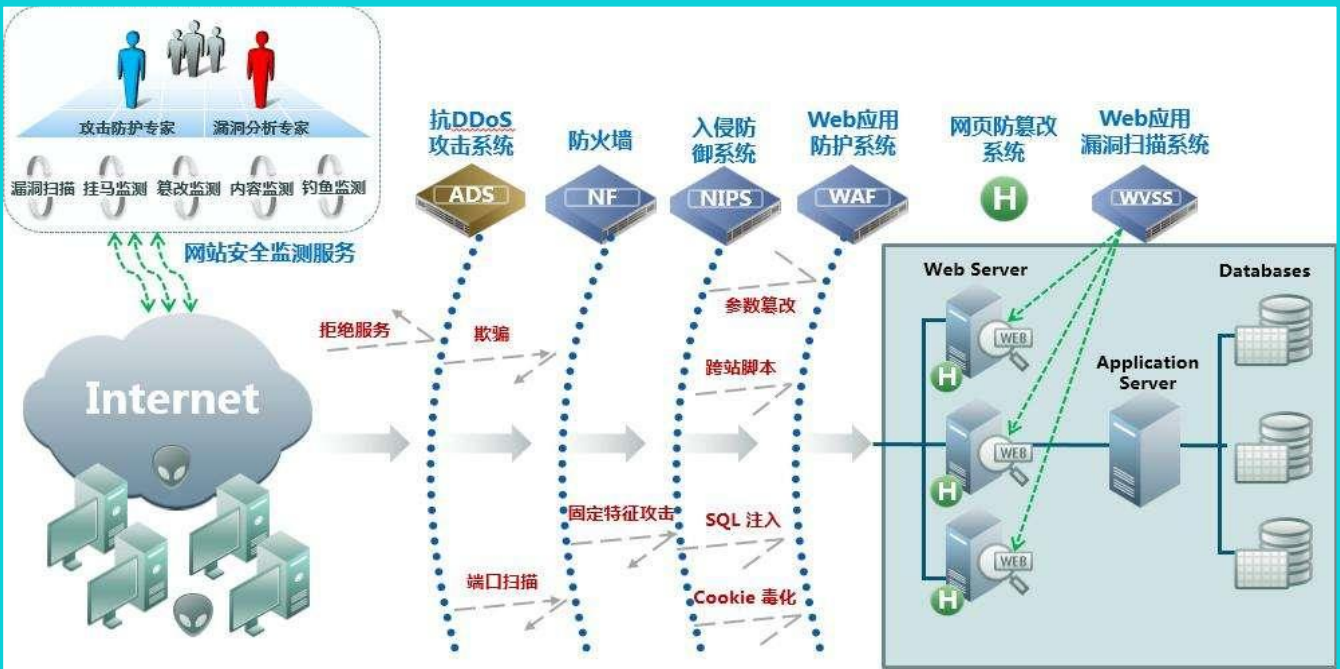 攻击防护专家
漏洞分析专家
漏洞扫描
挂马监测
篡改监测
内容监测
钓鱼监测
网站安全监测服务
抗DDoS
攻击系统
防火墙
入侵防
御系统
Web应用
防护系统
网页防篡改
系统
Web应用
漏洞扫描系统
ADS
NF
NIPS
WAF
H
WVSS
Internet
拒绝服务
欺骗
参数篡改
跨站脚本
固定特征攻击
SQL 注入
端口扫描
Cookie 毒化
Web Server
Databases
WEB
H
Application
Server
WEB
H
WEB
H